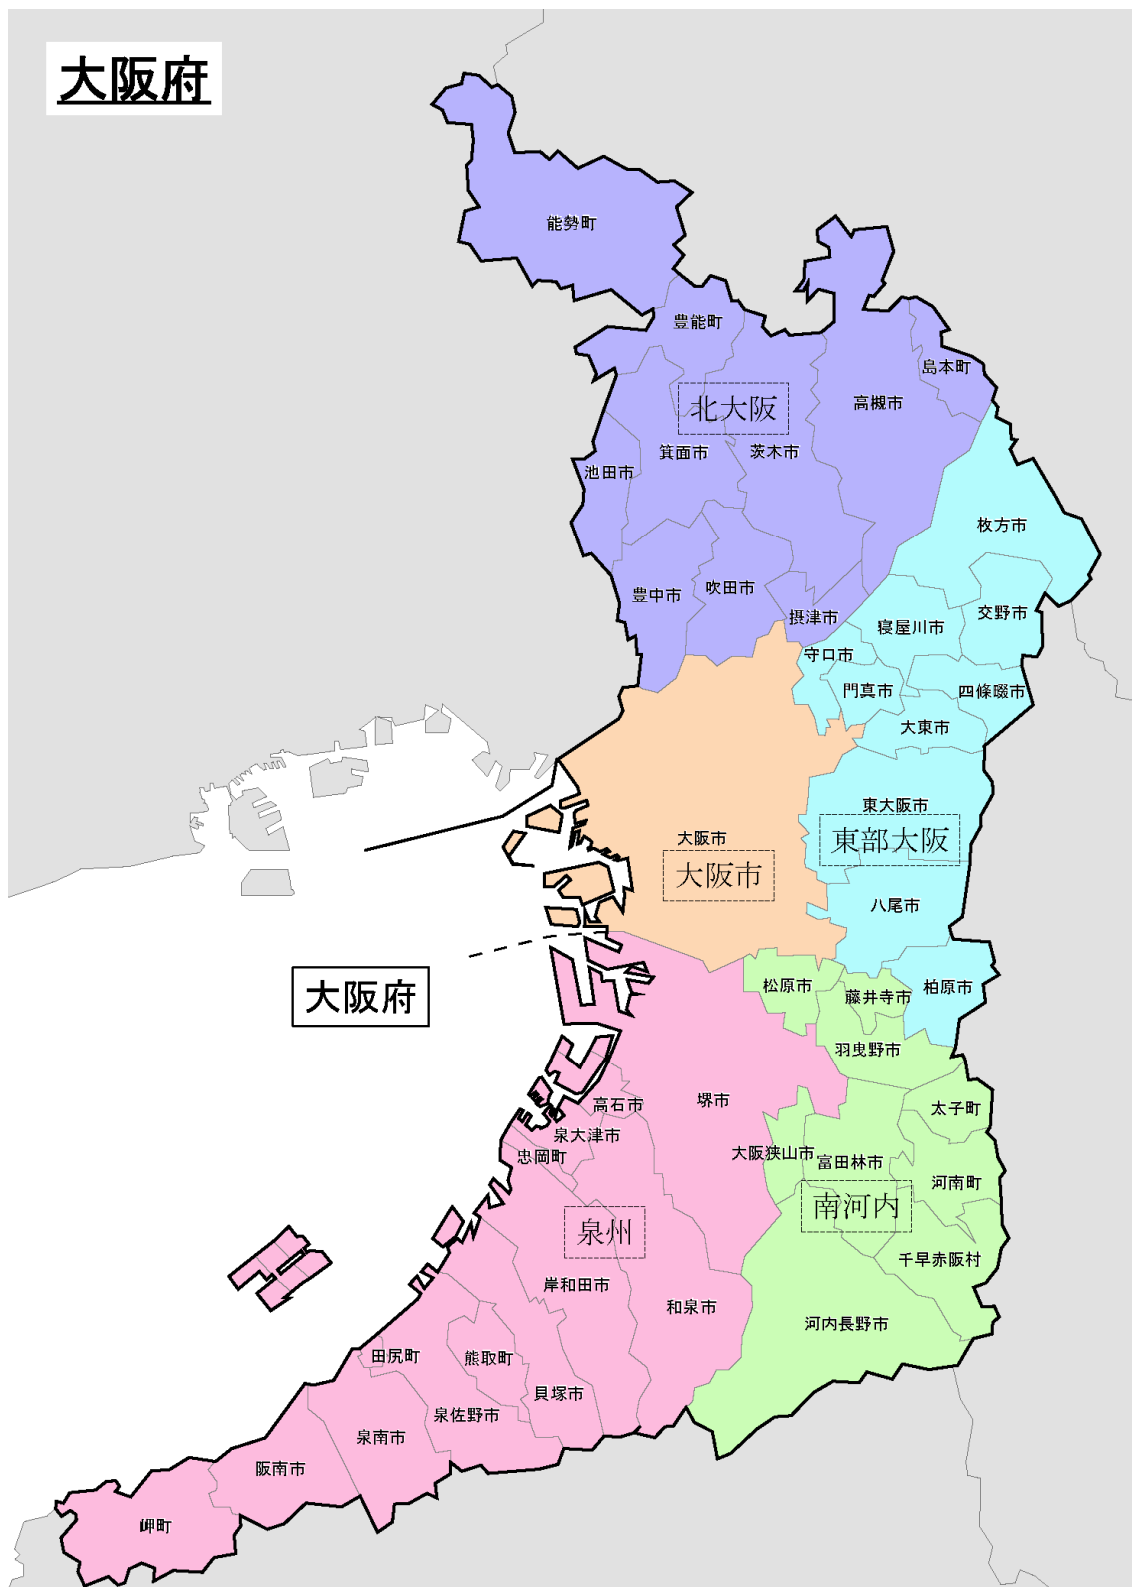 大阪府
能勢町
豊能町
島本町
北大阪
高槻市
箕面市
茨木市
池田市
枚方市
豊中市
吹田市
摂津市
交野市
寝屋川市
守口市
門真市
四條畷市
大東市
東大阪市
東部大阪
大阪市
大阪市
八尾市
大阪府
松原市
藤井寺市
柏原市
羽曳野市
高石市
堺市
太子町
泉大津市
忠岡町
大阪狭山市
富田林市
河南町
南河内
泉州
千早赤阪村
岸和田市
和泉市
河内長野市
田尻町
熊取町
貝塚市
泉佐野市
泉南市
阪南市
岬町